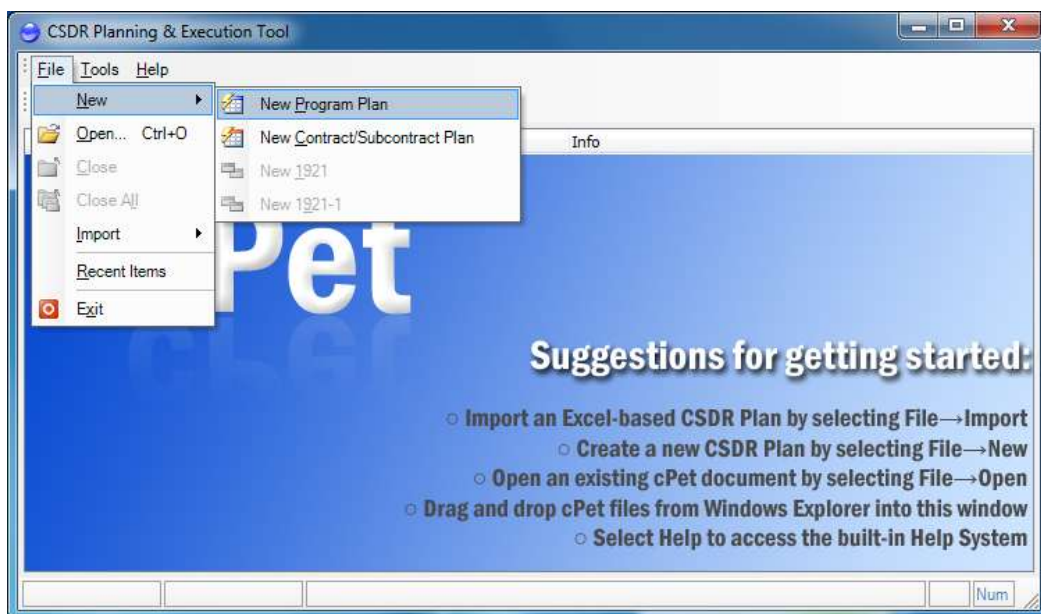 CSDR Planning & Execution Tool
File Tools Help
New
New Program Plan
Open... Ctrl+O
New Contract/Subcontract Plan
Info
Close
New 1921
Close All
New 1921-1
Import
Recent Items
Exit
Pet
Suggestions for getting started:
○ Import an Excel-based CSDR Plan by selecting File→Import
○ Create a new CSDR Plan by selecting File→New
○ Open an existing cPet document by selecting File→Open
○ Drag and drop cPet files from Windows Explorer into this window
○ Select Help to access the built-in Help System
Num